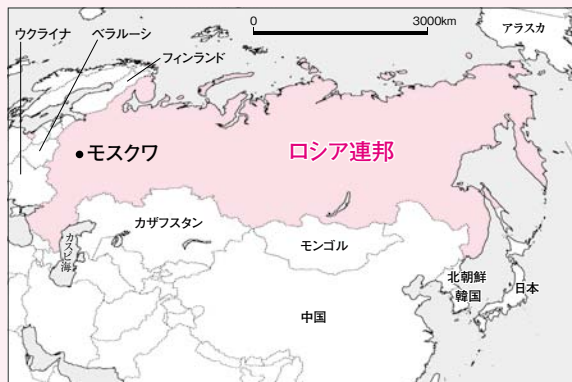 ウクライナ
ベラルーシ
フィンランド
0 3000km
アラスカ
●モスクワ
ロシア連邦
カザフスタン
カスピ海
モンゴル
北朝鮮
韓国
日本
中国